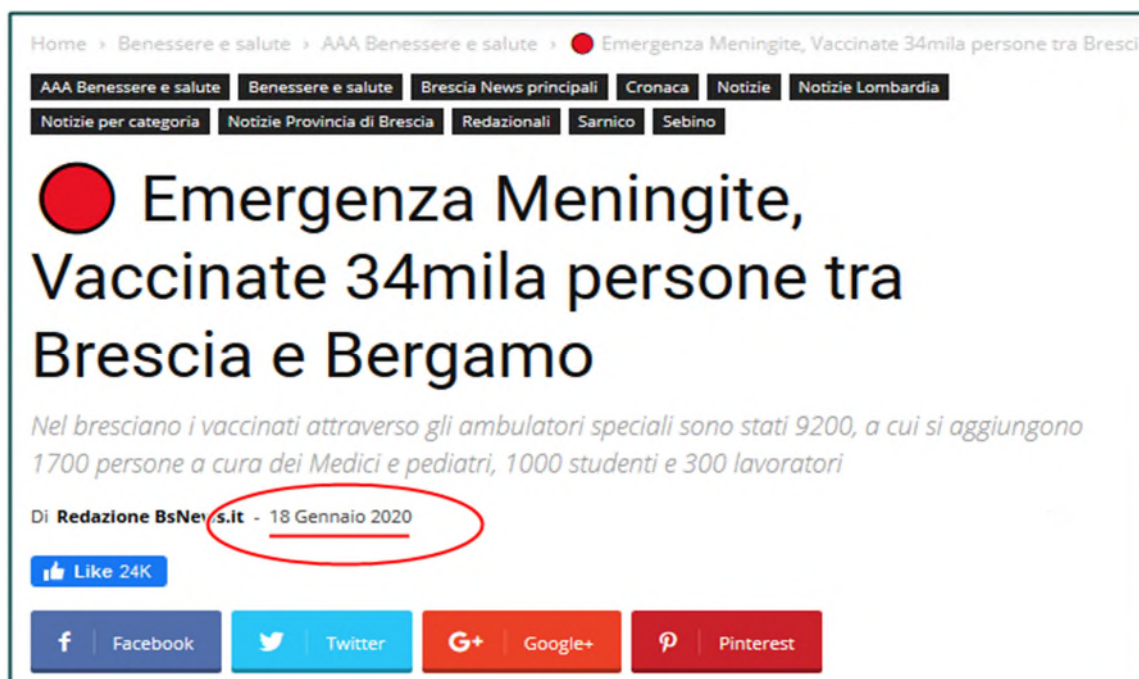 Home › Benessere e salute › AAA Benessere e salute › 🔴 Emergenza Meningite, Vaccinate 34mila persone tra Bresci
AAA Benessere e salute Benessere e salute Brescia News principali Cronaca Notizie Notizie Lombardia
Notizie per categoria Notizie Provincia di Brescia Redazionali Sarnico Sebino
🔴 Emergenza Meningite,
Vaccinate 34mila persone tra
Brescia e Bergamo
Nel bresciano i vaccinati attraverso gli ambulatori speciali sono stati 9200, a cui si aggiungono
1700 persone a cura dei Medici e pediatri, 1000 studenti e 300 lavoratori
Di Redazione BsNews.it - 18 Gennaio 2020
Like 24K
f Facebook Twitter G+ Google+ Pinterest